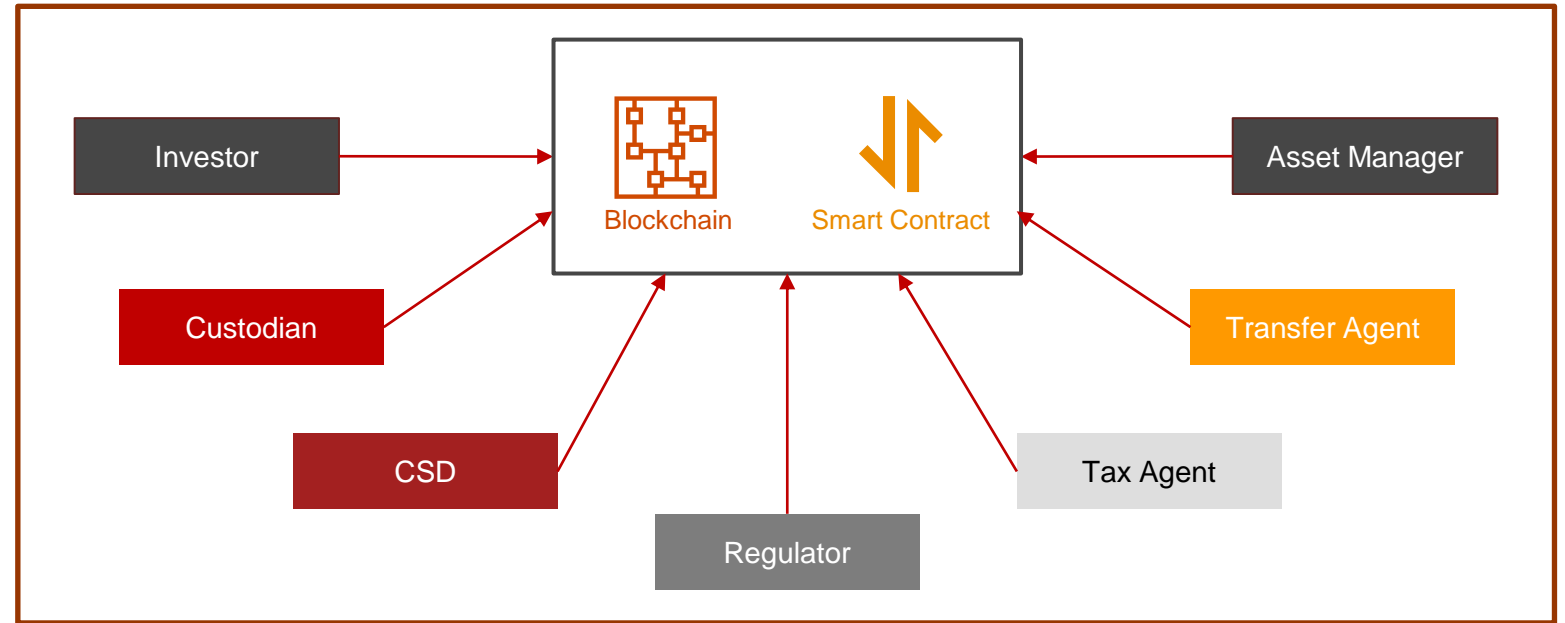 Investor
Blockchain
Smart Contract
Asset Manager
Custodian
Transfer Agent
CSD
Tax Agent
Regulator